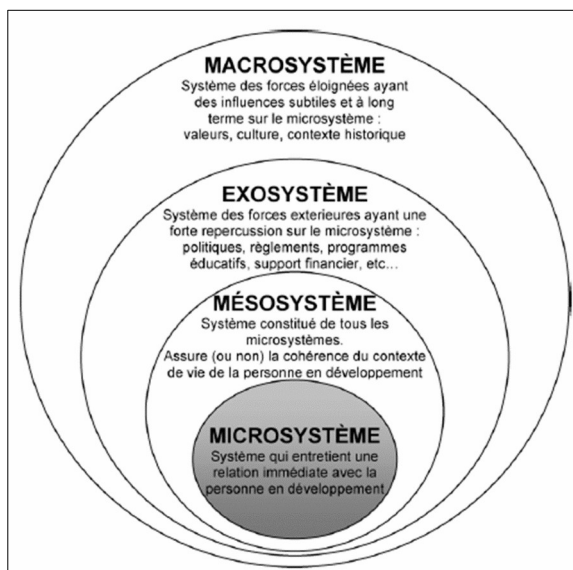 MACROSYSTÈME
Système des forces éloignées ayant
des influences subtiles et à long
terme sur le microsystème :
valeurs, culture, contexte historique
EXOSYSTÈME
Système des forces exterieures ayant une
forte repercussion sur le microsystème :
politiques, règlements, programmes
éducatifs, support financier, etc...
MÉSOSYSTÈME
Système constitué de tous les
microsystèmes.
Assure (ou non) la cohérence du contexte
de vie de la personne en développement
MICROSYSTÈME
Système qui entretient une
relation immédiate avec la
personne en développement